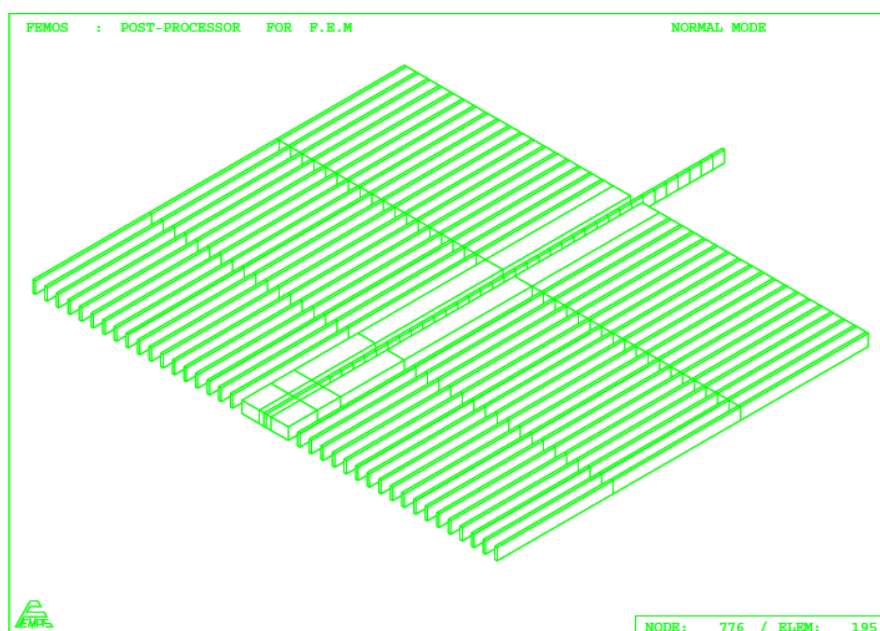 FEMOS : POST-PROCESSOR FOR F.E.M NORMAL MODE
NODE: 776 / ELEM: 195